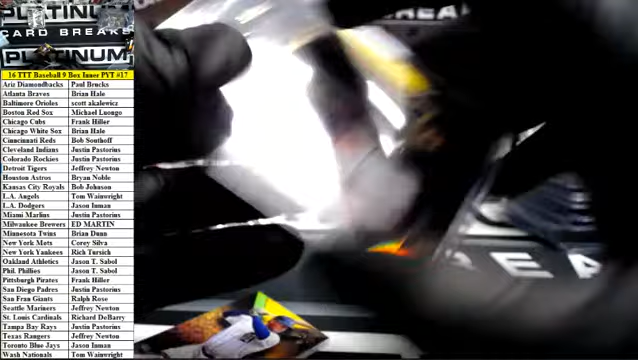 PLATINU
CARD BREAKS
PLATINUM
16 TTT Baseball 9 Box Inner PYT #17
Ariz Diamondbacks Paul Brucks
Atlanta Braves Brian Hale
Baltimore Orioles scott akalewicz
Boston Red Sox Michael Luongo
Chicago Cubs Frank Hiller
Chicago White Sox Brian Hale
Cinncinati Reds Bob Southoff
Cleveland Indians Justin Pastorius
Colorado Rockies Justin Pastorius
Detroit Tigers Jeffrey Newton
Houston Astros Bryan Noble
Kansas City Royals Bob Johnson
L.A. Angels Tom Wainwright
L.A. Dodgers Jason Inman
Miami Marlins Justin Pastorius
Milwaukee Brewers ED MARTIN
Minnesota Twins Brian Dunn
New York Mets Corey Silva
New York Yankees Rich Tursich
Oakland Athletics Jason T. Sabol
Phil. Phillies Jason T. Sabol
Pittsburgh Pirates Frank Hiller
San Diego Padres Justin Pastorius
San Fran Giants Ralph Rose
Seattle Mariners Jeffrey Newton
St. Louis Cardinals Richard DeBarry
Tampa Bay Rays Justin Pastorius
Texas Rangers Jeffrey Newton
Toronto Blue Jays Jason Inman
Wash Nationals Tom Wainwright
REA